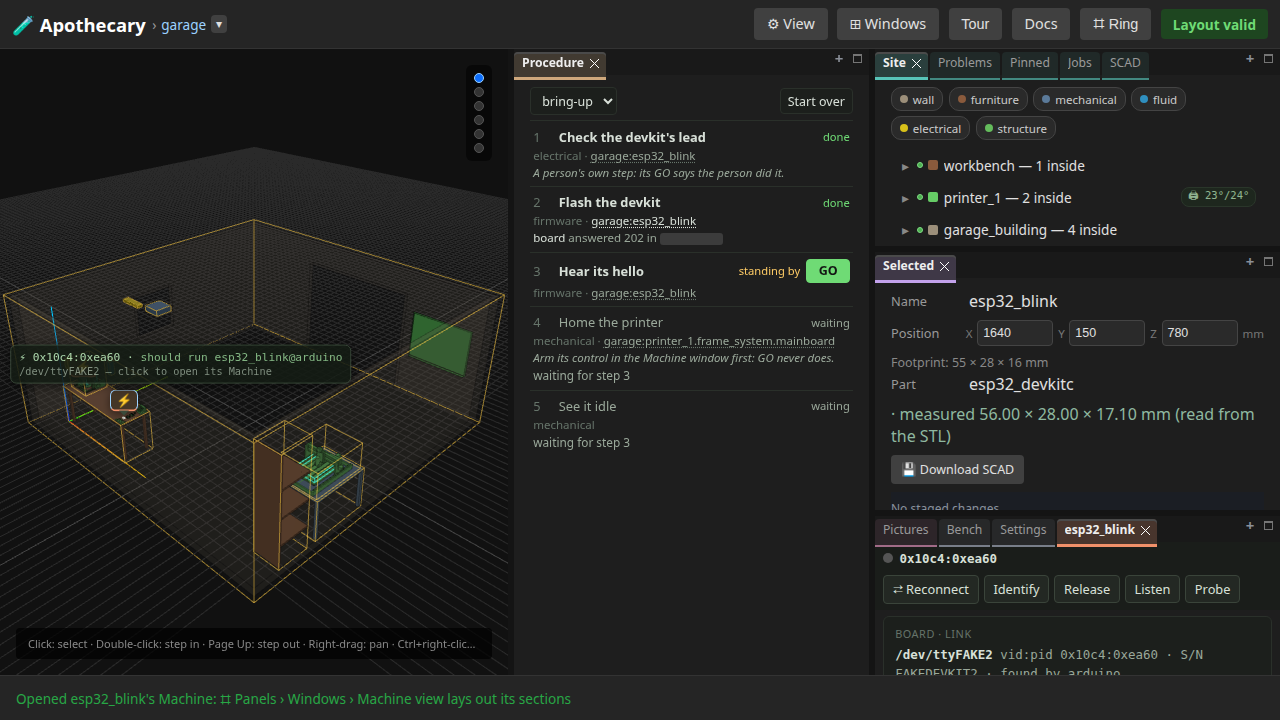 Apothecary › garage ▾
⚙ View
⊞ Windows
Tour
Docs
⌗ Ring
Layout valid
Click: select · Double-click: step in · Page Up: step out · Right-drag: pan · Ctrl+right-clic…
⚡ 0x10c4:0xea60 · should run esp32_blink@arduino
/dev/ttyFAKE2 — click to open its Machine
Procedure
bring-up
Start over
1 Check the devkit's lead done
electrical · garage:esp32_blink
A person's own step: its GO says the person did it.
2 Flash the devkit done
firmware · garage:esp32_blink
board answered 202 in
3 Hear its hello standing by GO
firmware · garage:esp32_blink
4 Home the printer waiting
mechanical · garage:printer_1.frame_system.mainboard
Arm its control in the Machine window first: GO never does.
waiting for step 3
5 See it idle waiting
mechanical
waiting for step 3
Site Problems Pinned Jobs SCAD
wall furniture mechanical fluid
electrical structure
▸ workbench — 1 inside
▸ printer_1 — 2 inside 23°/24°
▸ garage_building — 4 inside
Selected
Name esp32_blink
Position X 1640 Y 150 Z 780 mm
Footprint: 55 × 28 × 16 mm
Part esp32_devkitc
· measured 56.00 × 28.00 × 17.10 mm (read from
the STL)
💾 Download SCAD
No staged changes
Pictures Bench Settings esp32_blink
0x10c4:0xea60
⇄ Reconnect Identify Release Listen Probe
BOARD · LINK
/dev/ttyFAKE2 vid:pid 0x10c4:0xea60 · S/N
FAKEDEVKIT2 · found by arduino
Opened esp32_blink's Machine: ⌗ Panels › Windows › Machine view lays out its sections